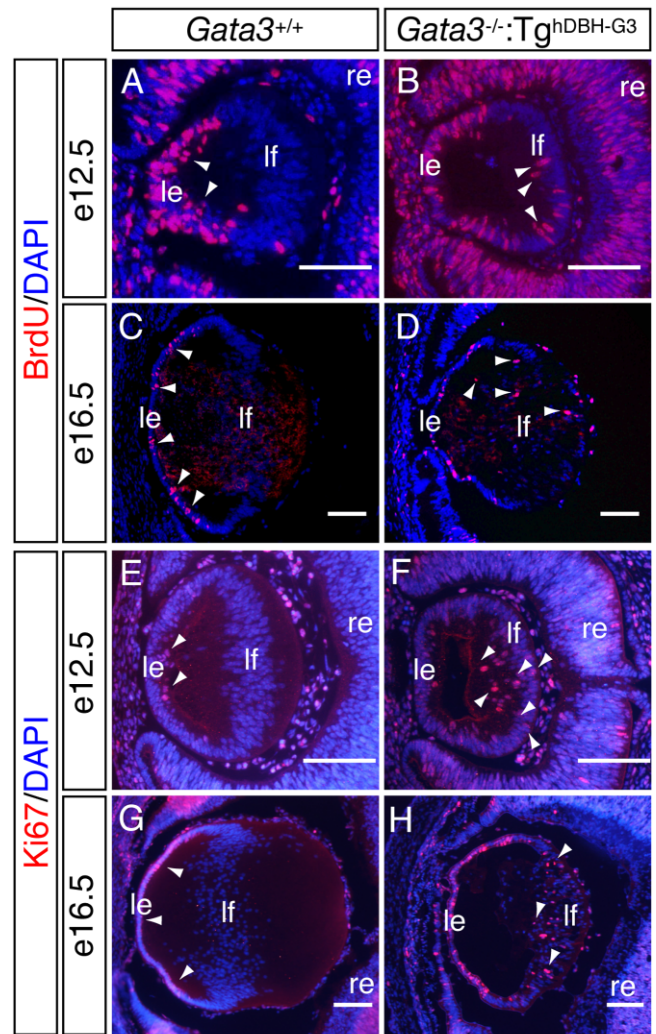 Gata3+/+
Gata3-/-:TghDBH-G3
BrdU/DAPI
e12.5
A
re
lf
le
B
re
lf
le
e16.5
C
le
lf
D
le
lf
Ki67/DAPI
e12.5
E
re
le
lf
F
lf
re
le
e16.5
G
le
lf
re
H
le
lf
re